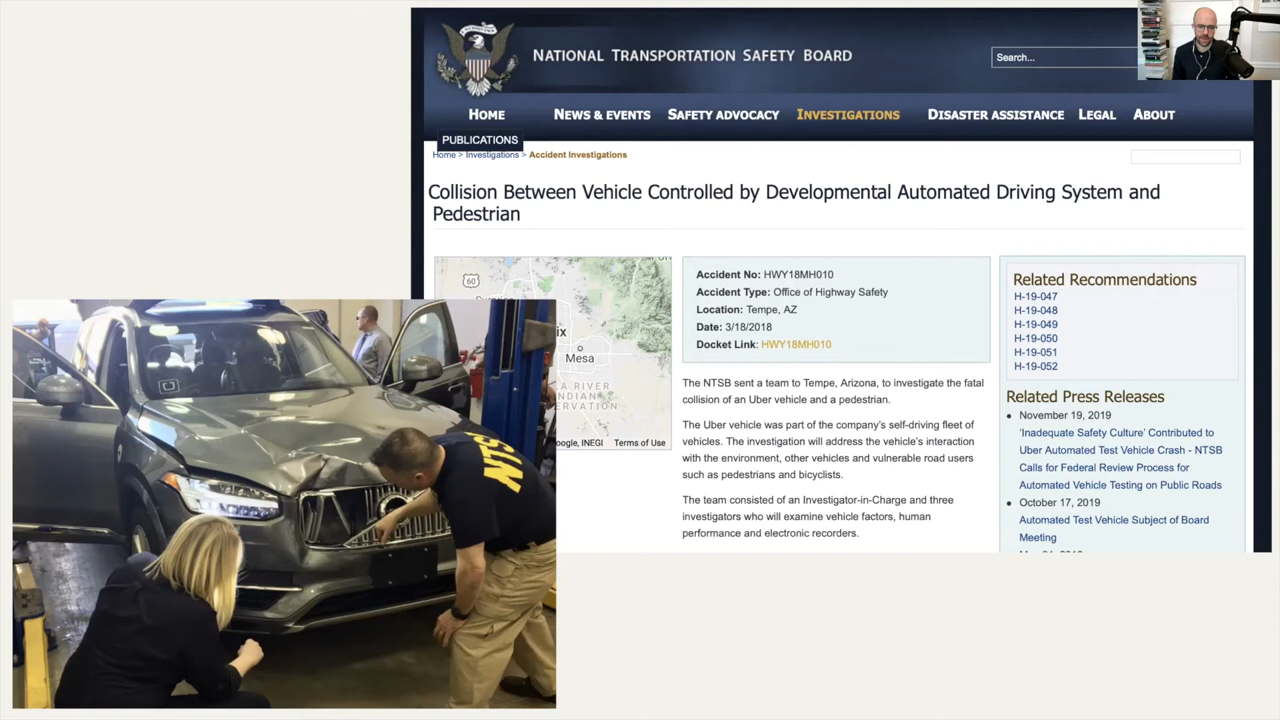 NATIONAL TRANSPORTATION SAFETY BOARD
Search...
HOME NEWS & EVENTS SAFETY ADVOCACY INVESTIGATIONS DISASTER ASSISTANCE LEGAL ABOUT
PUBLICATIONS
Home > Investigations > Accident Investigations
Collision Between Vehicle Controlled by Developmental Automated Driving System and
Pedestrian
60
Mesa
A RIVER
INDIAN
Terms of Use
Accident No: HWY18MH010
Accident Type: Office of Highway Safety
Location: Tempe, AZ
Date: 3/18/2018
Docket Link: HWY18MH010
The NTSB sent a team to Tempe, Arizona, to investigate the fatal
collision of an Uber vehicle and a pedestrian.
The Uber vehicle was part of the company's self-driving fleet of
vehicles. The investigation will address the vehicle's interaction
with the environment, other vehicles and vulnerable road users
such as pedestrians and bicyclists.
The team consisted of an Investigator-in-Charge and three
investigators who will examine vehicle factors, human
performance and electronic recorders.
Related Recommendations
H-19-047
H-19-048
H-19-049
H-19-050
H-19-051
H-19-052
Related Press Releases
November 19, 2019
'Inadequate Safety Culture' Contributed to
Uber Automated Test Vehicle Crash - NTSB
Calls for Federal Review Process for
Automated Vehicle Testing on Public Roads
October 17, 2019
Automated Test Vehicle Subject of Board
Meeting
NTS